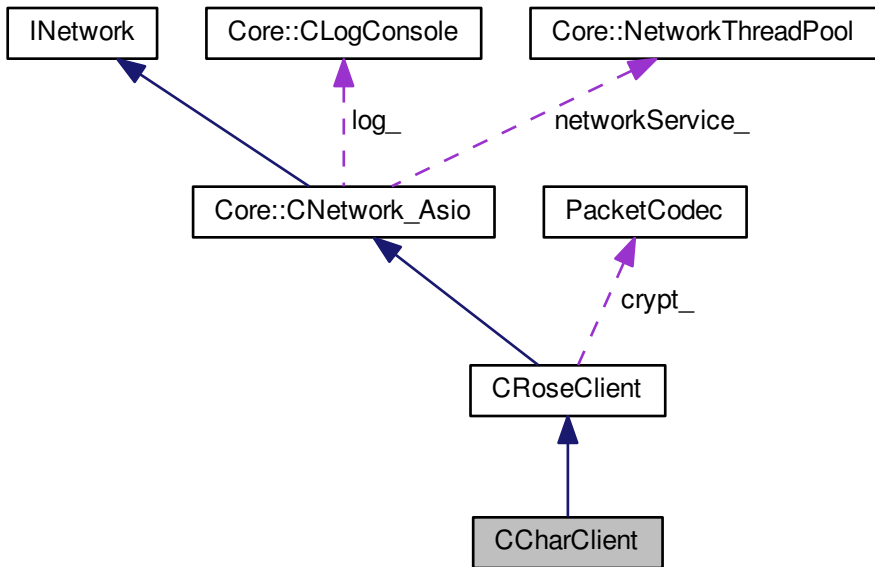 INetwork
Core::CLogConsole
Core::NetworkThreadPool
log_
networkService_
Core::CNetwork_Asio
PacketCodec
crypt_
CRoseClient
CCharClient